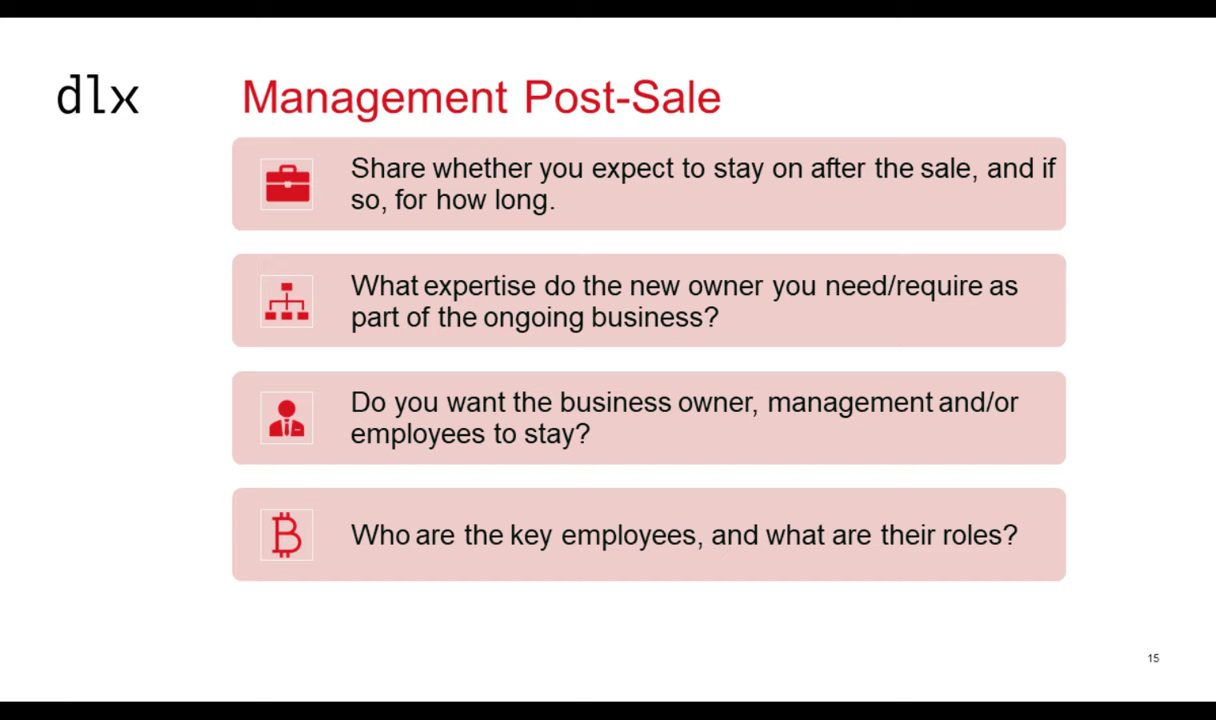 dlx
Management Post-Sale
Share whether you expect to stay on after the sale, and if
so, for how long.
What expertise do the new owner you need/require as
part of the ongoing business?
Do you want the business owner, management and/or
employees to stay?
Who are the key employees, and what are their roles?
15